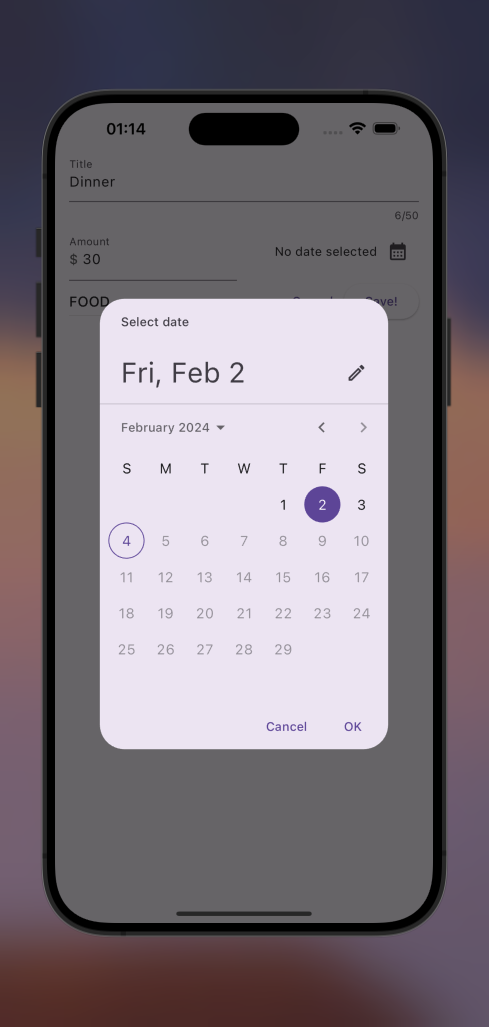 01:14
Title
Dinner
6/50
Amount
$ 30
No date selected
FOOD
Select date
Fri, Feb 2
February 2024
S M T W T F S
1 2 3
4 5 6 7 8 9 10
11 12 13 14 15 16 17
18 19 20 21 22 23 24
25 26 27 28 29
Cancel OK